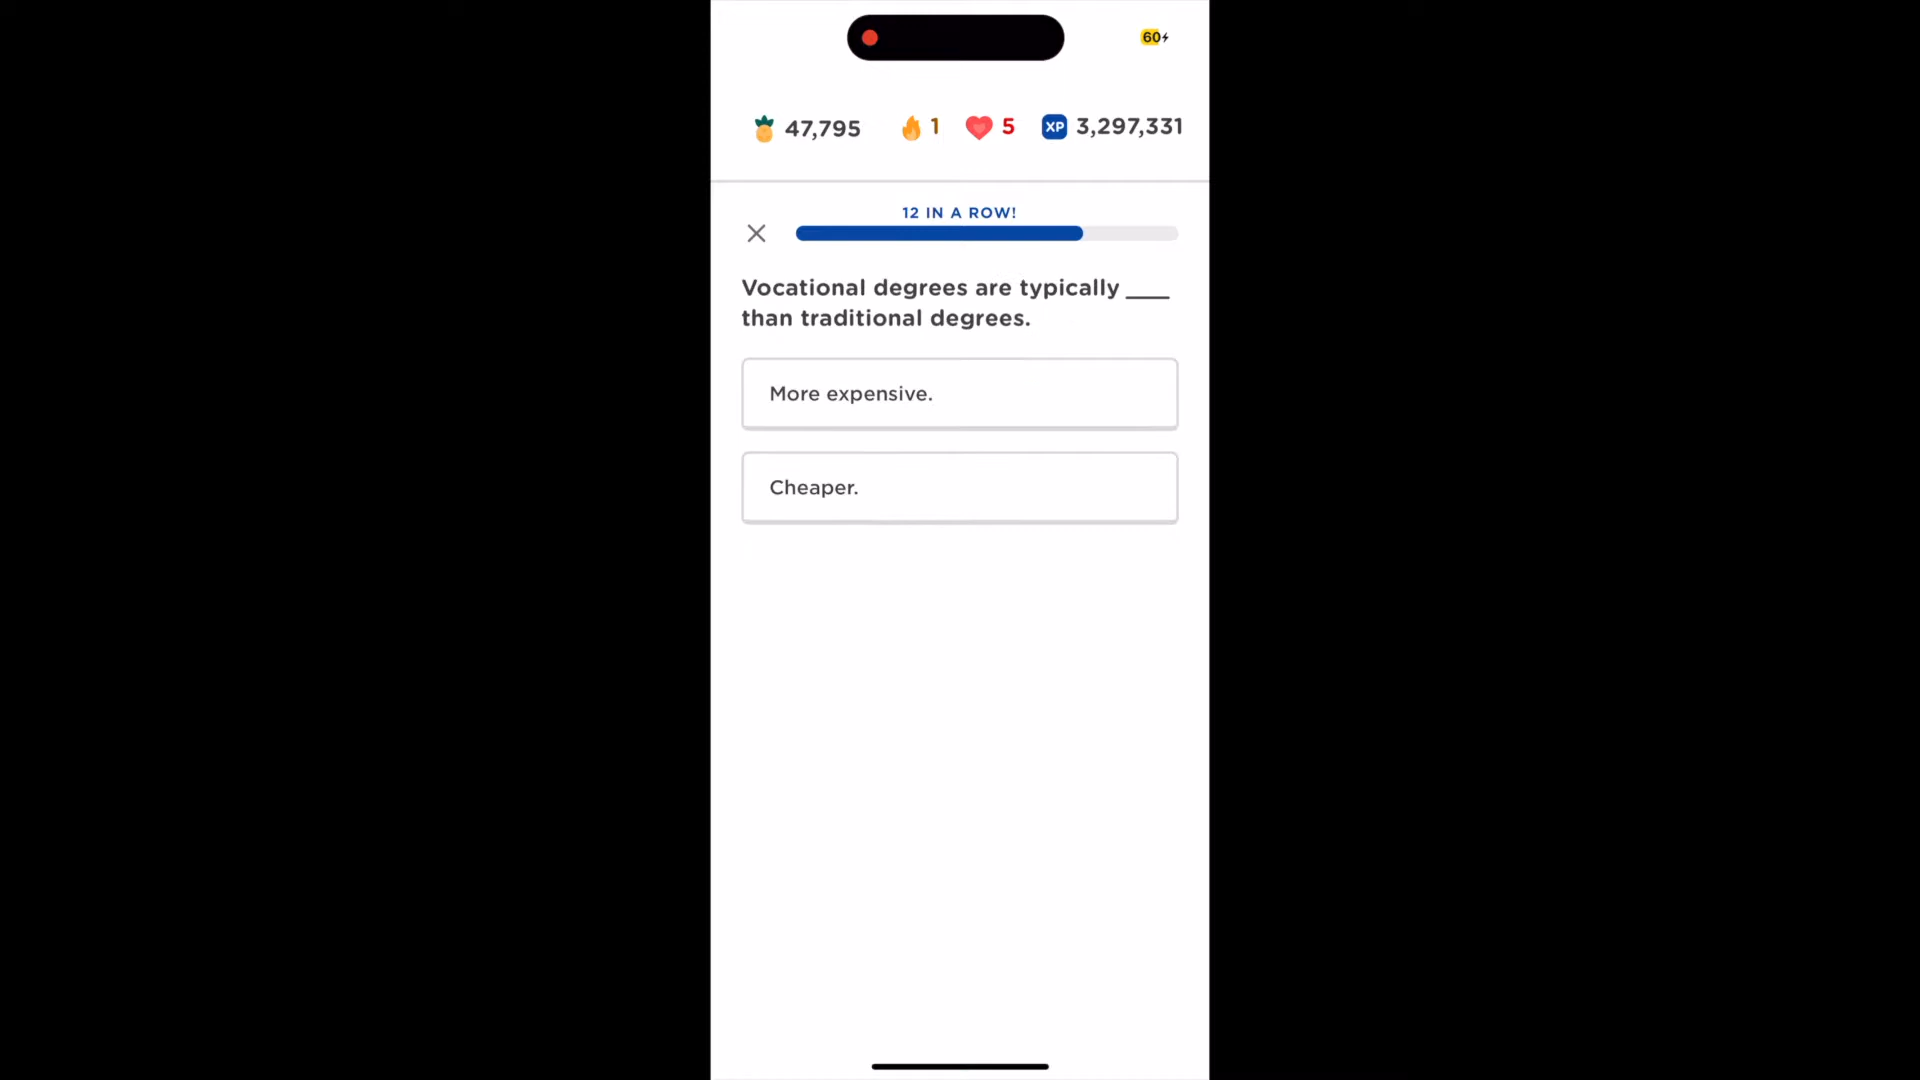 60
47,795 1 5 XP 3,297,331
12 IN A ROW!
Vocational degrees are typically ____
than traditional degrees.
More expensive.
Cheaper.